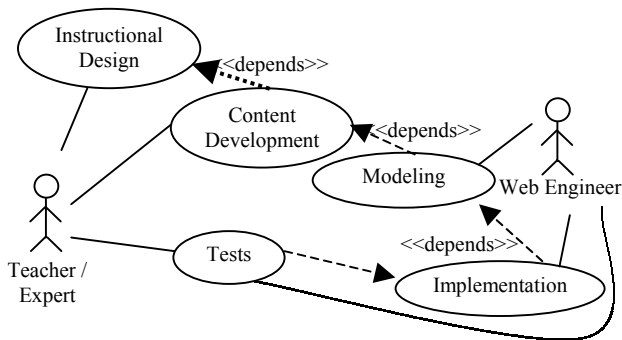 Instructional
Design
<<depends>>
Content
Development
<<depends>>
Modeling
Web Engineer
Teacher /
Expert
Tests
<<depends>>
Implementation